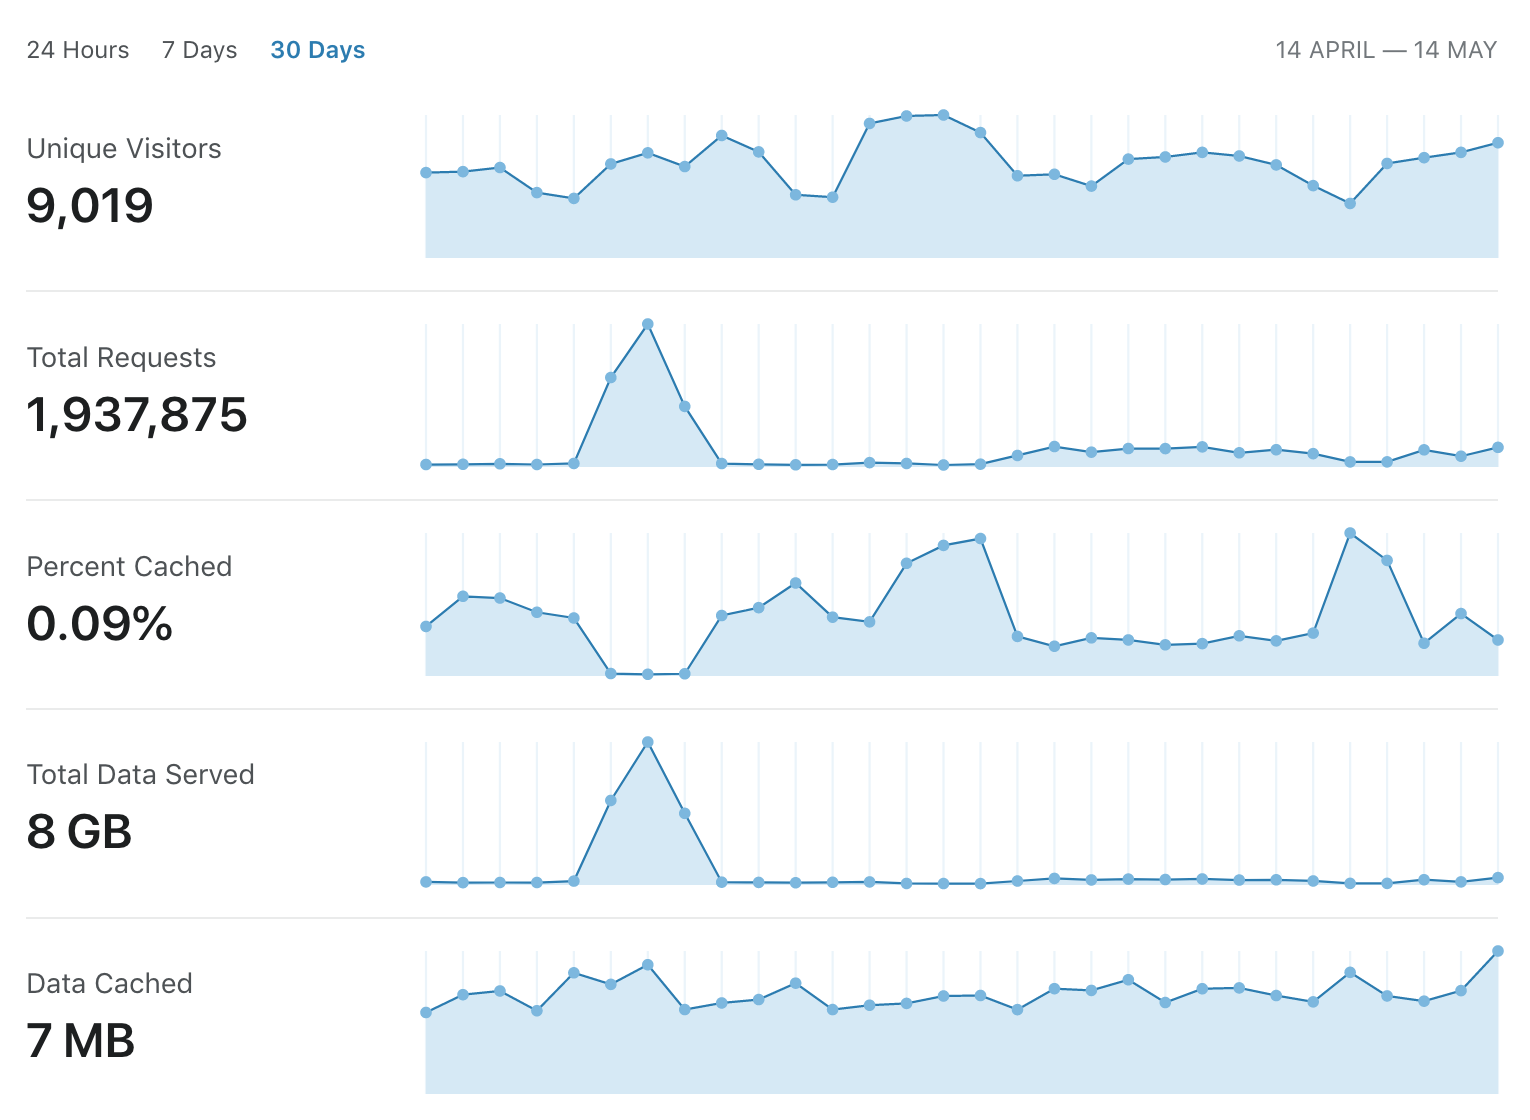 24 Hours 7 Days 30 Days 14 APRIL — 14 MAY
Unique Visitors
9,019
Total Requests
1,937,875
Percent Cached
0.09%
Total Data Served
8 GB
Data Cached
7 MB